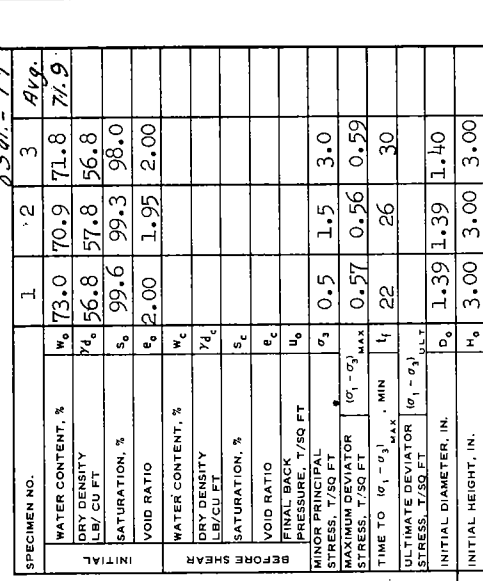 SPECIMEN NO. 1 2 3 Avg.
INITIAL
WATER CONTENT, % w₀ 73.0 70.9 71.8 71.9
DRY DENSITY LB/CU FT γd₀ 56.8 57.8 56.8
SATURATION, % S₀ 99.6 99.3 98.0
VOID RATIO e₀ 2.00 1.95 2.00
BEFORE SHEAR
WATER CONTENT, % wc
DRY DENSITY LB/CU FT γdc
SATURATION, % Sc
VOID RATIO ec
FINAL BACK PRESSURE, T/SQ FT u₀
MINOR PRINCIPAL STRESS, T/SQ FT σ₃ 0.5 1.5 3.0
MAXIMUM DEVIATOR STRESS, T/SQ FT (σ₁ - σ₃) MAX 0.57 0.56 0.59
TIME TO (σ₁ - σ₃) MAX , MIN tf 22 26 30
ULTIMATE DEVIATOR STRESS, T/SQ FT (σ₁ - σ₃) ULT
INITIAL DIAMETER, IN. D₀ 1.39 1.39 1.40
INITIAL HEIGHT, IN. H₀ 3.00 3.00 3.00